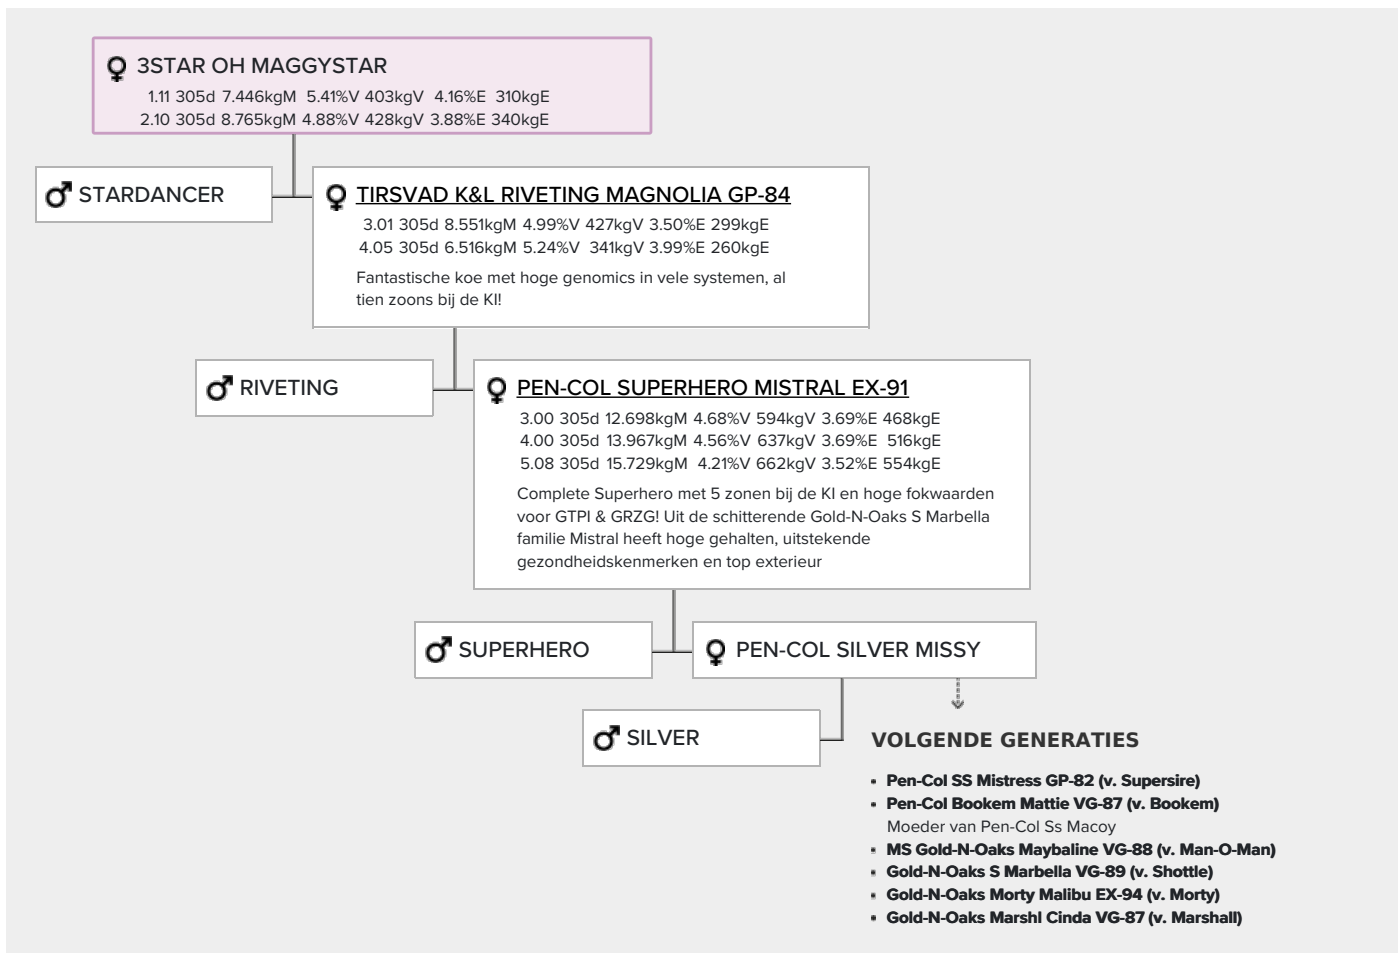 3STAR OH MAGGYSTAR
1.11 305d 7.446kgM 5.41%V 403kgV 4.16%E 310kgE
2.10 305d 8.765kgM 4.88%V 428kgV 3.88%E 340kgE
STARDANCER
TIRSVAD K&L RIVETING MAGNOLIA GP-84
3.01 305d 8.551kgM 4.99%V 427kgV 3.50%E 299kgE
4.05 305d 6.516kgM 5.24%V 341kgV 3.99%E 260kgE
Fantastische koe met hoge genomics in vele systemen, al
tien zoons bij de KI!
RIVETING
PEN-COL SUPERHERO MISTRAL EX-91
3.00 305d 12.698kgM 4.68%V 594kgV 3.69%E 468kgE
4.00 305d 13.967kgM 4.56%V 637kgV 3.69%E 516kgE
5.08 305d 15.729kgM 4.21%V 662kgV 3.52%E 554kgE
Complete Superhero met 5 zonen bij de KI en hoge fokwaarden
voor GTPI & GRZG! Uit de schitterende Gold-N-Oaks S Marbella
familie Mistral heeft hoge gehalten, uitstekende
gezondheidskenmerken en top exterieur
SUPERHERO
PEN-COL SILVER MISSY
SILVER
VOLGENDE GENERATIES
• Pen-Col SS Mistress GP-82 (v. Supersire)
• Pen-Col Bookem Mattie VG-87 (v. Bookem)
Moeder van Pen-Col Ss Macoy
• MS Gold-N-Oaks Maybaline VG-88 (v. Man-O-Man)
• Gold-N-Oaks S Marbella VG-89 (v. Shottle)
• Gold-N-Oaks Morty Malibu EX-94 (v. Morty)
• Gold-N-Oaks Marshl Cinda VG-87 (v. Marshall)